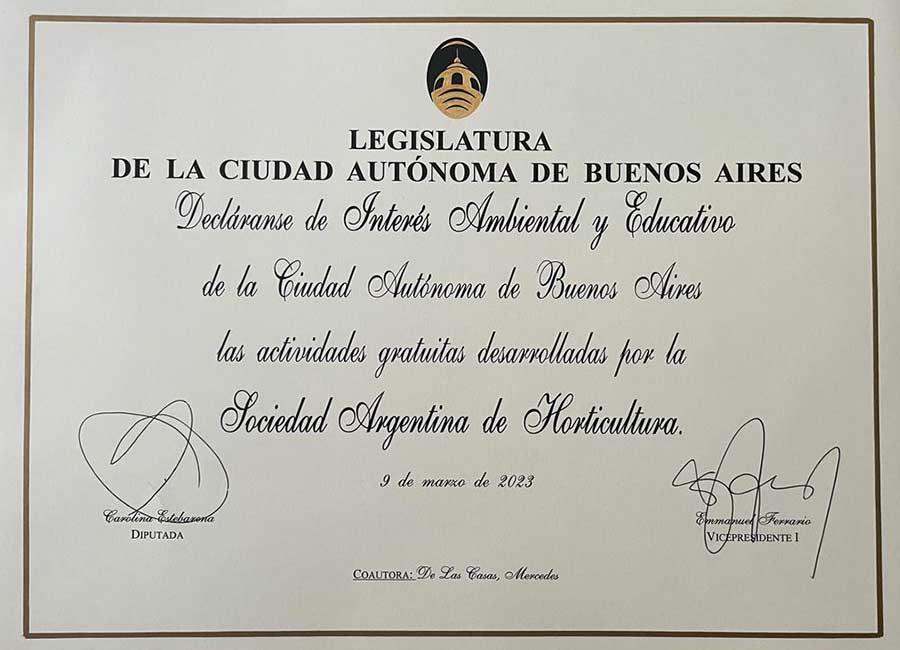 LEGISLATURA
DE LA CIUDAD AUTÓNOMA DE BUENOS AIRES
Decláranse de Interés Ambiental y Educativo
de la Ciudad Autónoma de Buenos Aires
las actividades gratuitas desarrolladas por la
Sociedad Argentina de Horticultura.
9 de marzo de 2023
Carolina Estebarena
DIPUTADA
Emmanuel Ferrario
VICEPRESIDENTE I
COAUTORA: De Las Casas, Mercedes